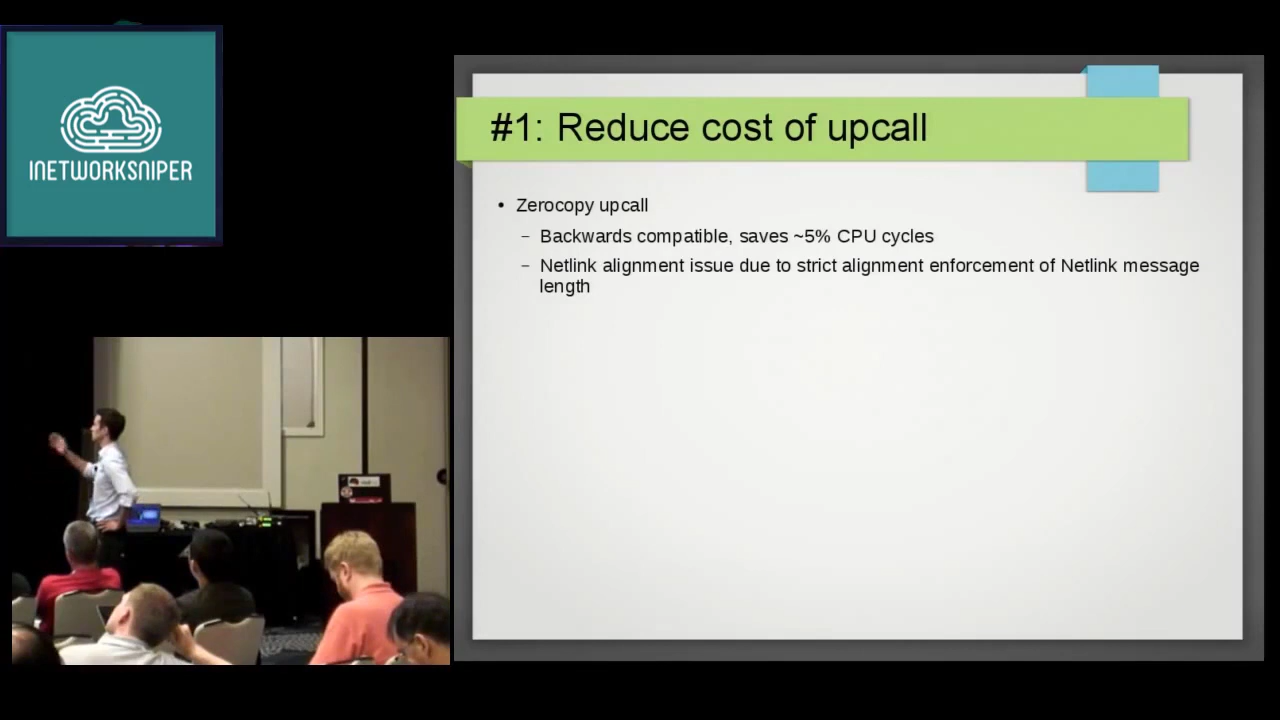 INETWORKSNIPER
#1: Reduce cost of upcall
• Zerocopy upcall
– Backwards compatible, saves ~5% CPU cycles
– Netlink alignment issue due to strict alignment enforcement of Netlink message
length